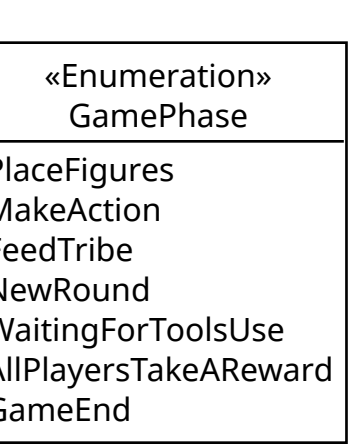 «Enumeration»
GamePhase
PlaceFigures
MakeAction
FeedTribe
NewRound
WaitingForToolsUse
AllPlayersTakeAReward
GameEnd